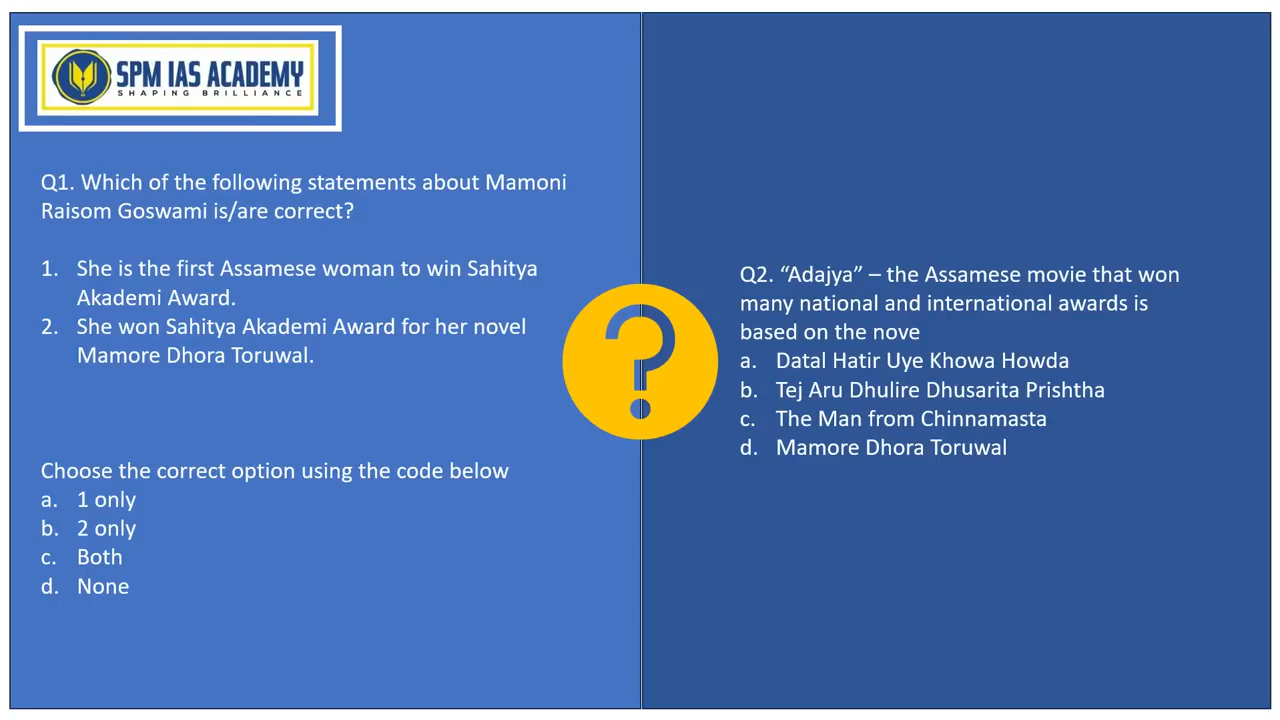 SPM IAS ACADEMY
SHAPING BRILLIANCE
Q1. Which of the following statements about Mamoni
Raisom Goswami is/are correct?
1. She is the first Assamese woman to win Sahitya
Akademi Award.
2. She won Sahitya Akademi Award for her novel
Mamore Dhora Toruwal.
Choose the correct option using the code below
a. 1 only
b. 2 only
c. Both
d. None
?
Q2. “Adajya” – the Assamese movie that won
many national and international awards is
based on the nove
a. Datal Hatir Uye Khowa Howda
b. Tej Aru Dhulire Dhusarita Prishtha
c. The Man from Chinnamasta
d. Mamore Dhora Toruwal